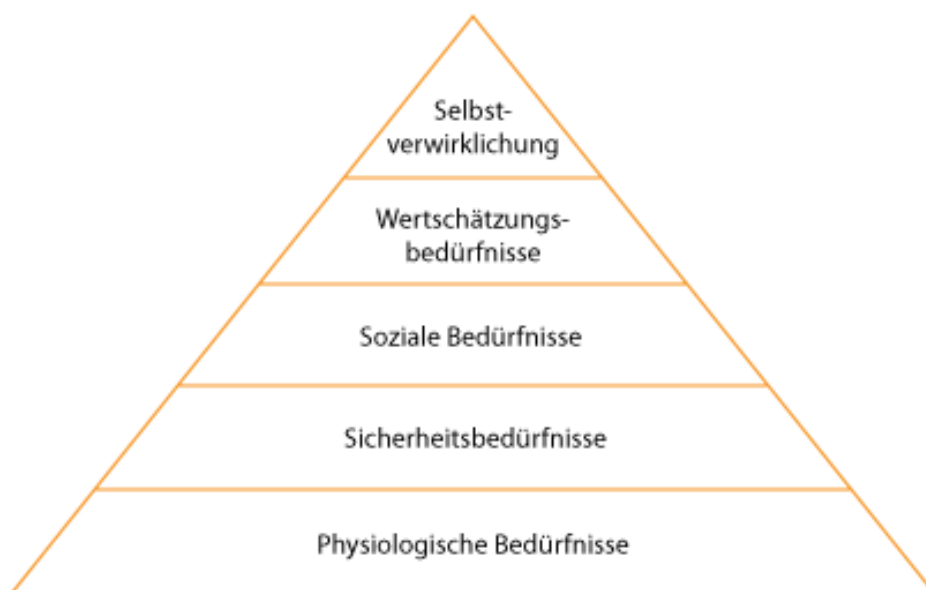 Selbst-
verwirklichung
Wertschätzungs-
bedürfnisse
Soziale Bedürfnisse
Sicherheitsbedürfnisse
Physiologische Bedürfnisse